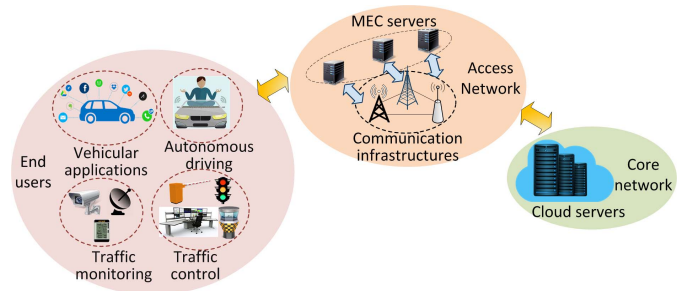 MEC servers
Access
Network
Communication
infrastructures
End
users
Vehicular
applications
Autonomous
driving
Traffic
monitoring
Traffic
control
Core
network
Cloud servers